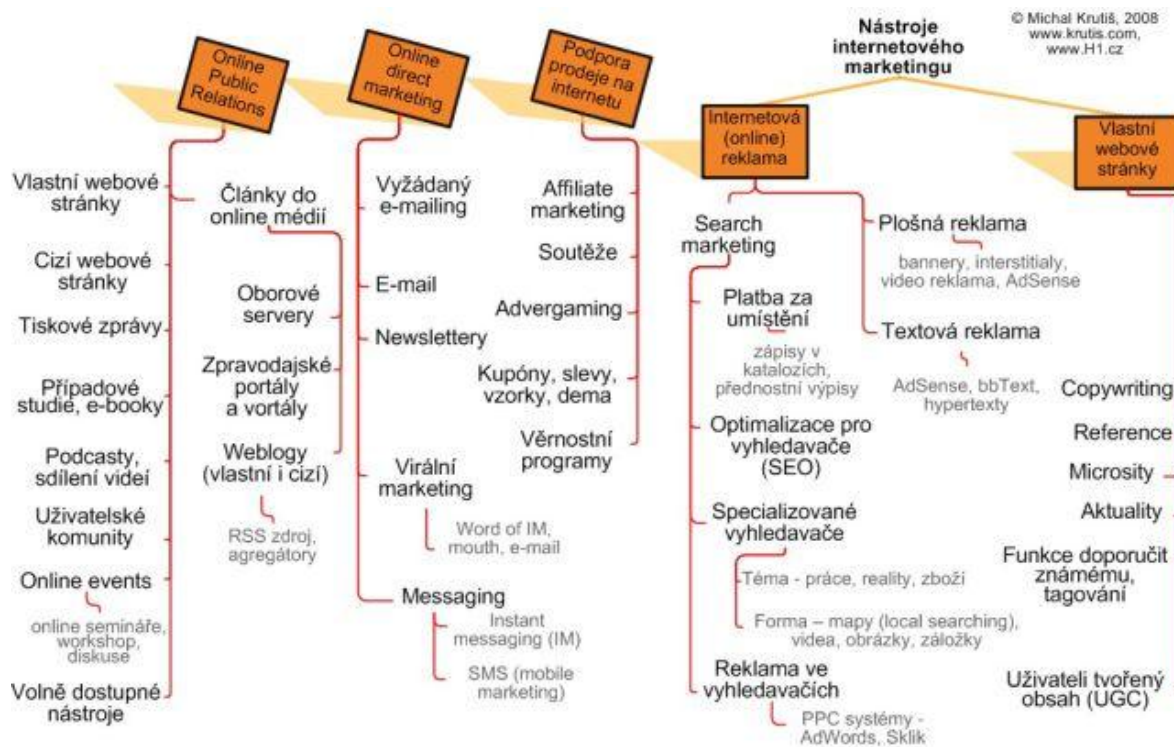 Nástroje
internetového
marketingu
© Michal Krutiš, 2008
www.krutis.com,
www.H1.cz
Online
Public
Relations
Vlastní webové
stránky
Cizí webové
stránky
Tiskové zprávy
Případové
studie, e-booky
Podcasty,
sdílení videí
Uživatelské
komunity
Online events
online semináře,
workshop,
diskuse
Volně dostupné
nástroje
Články do
online médií
Oborové
servery
Zpravodajské
portály
a vortály
Weblogy
(vlastní i cizí)
RSS zdroj,
agregátory
Online
direct
marketing
Vyžádaný
e-mailing
E-mail
Newslettery
Virální
marketing
Word of IM,
mouth, e-mail
Messaging
Instant
messaging (IM)
SMS (mobile
marketing)
Podpora
prodeje na
internetu
Affiliate
marketing
Soutěže
Advergaming
Kupóny, slevy,
vzorky, dema
Věrnostní
programy
Internetová
(online)
reklama
Search
marketing
Platba za
umístění
zápisy v
katalozích,
přednostní výpisy
Optimalizace pro
vyhledavače
(SEO)
Specializované
vyhledavače
Téma - práce, reality, zboží
Forma – mapy (local searching),
videa, obrázky, záložky
Reklama ve
vyhledavačích
PPC systémy -
AdWords, Sklik
Plošná reklama
bannery, interstitialy,
video reklama, AdSense
Textová reklama
AdSense, bbText,
hypertexty
Vlastní
webové
stránky
Copywriting
Reference
Microsity
Aktuality
Funkce doporučit
známému,
tagování
Uživateli tvořený
obsah (UGC)